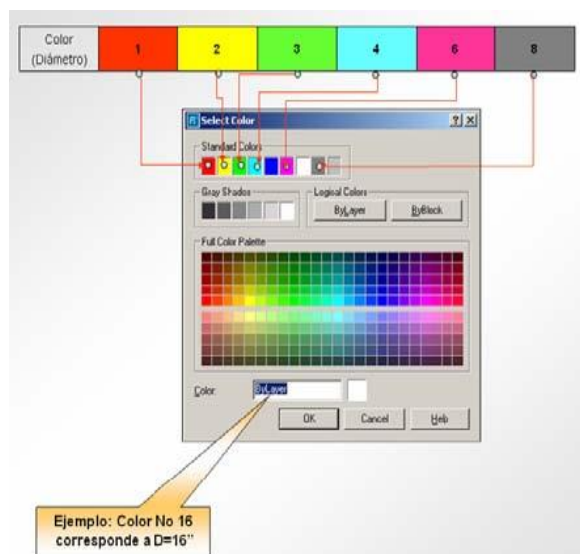 Color
(Diámetro)
1
2
3
4
6
8
Select Color
Standard Colors
Gray Shades
Logical Colors
ByLayer
ByBlock
Full Color Palette
Color:
ByLayer
OK
Cancel
Help
Ejemplo: Color No 16
corresponde a D=16"